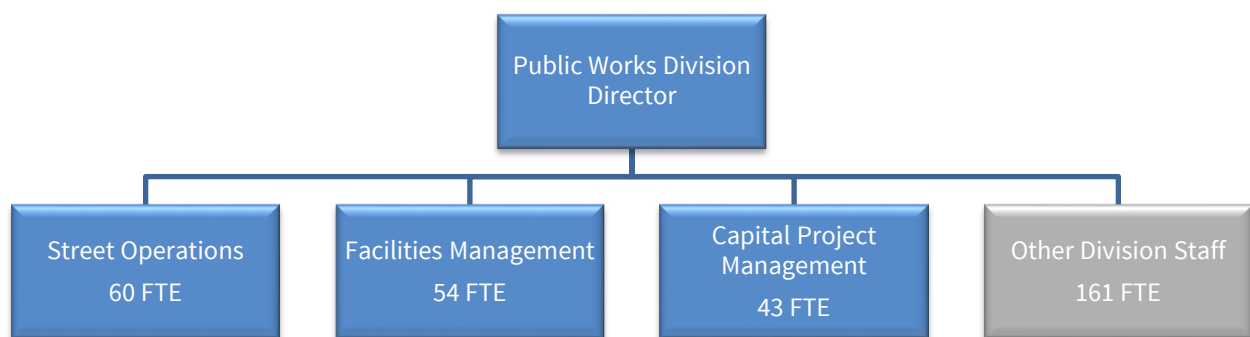 Public Works Division
Director
Street Operations
60 FTE
Facilities Management
54 FTE
Capital Project
Management
43 FTE
Other Division Staff
161 FTE